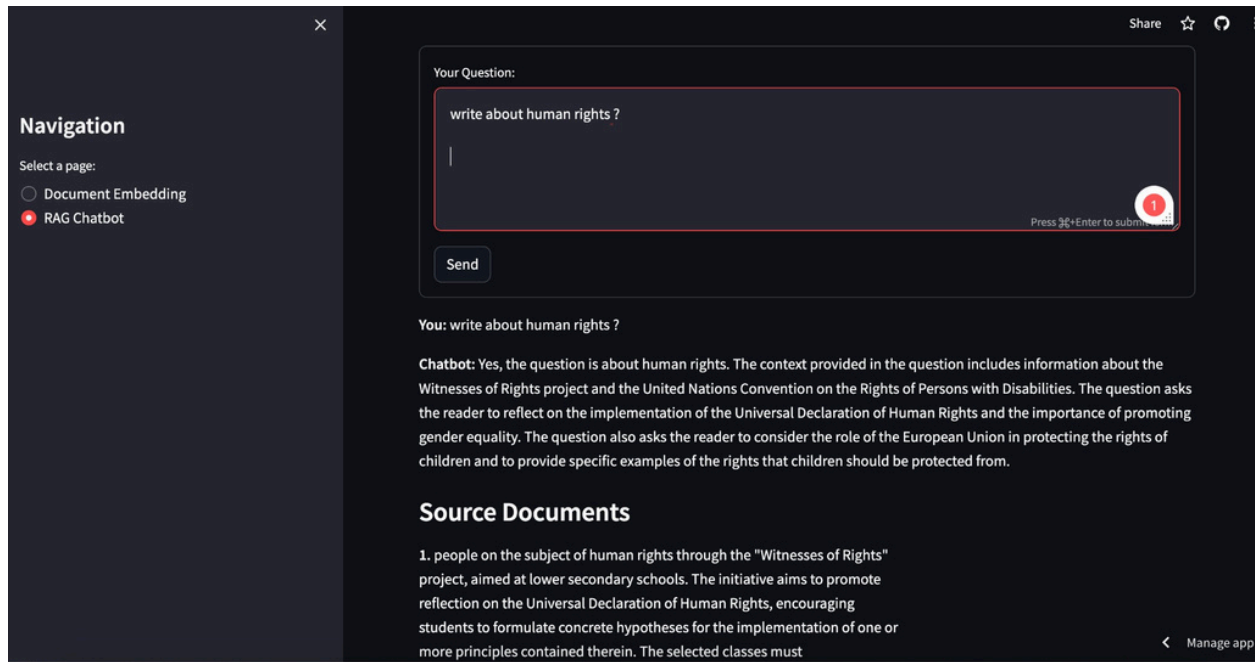 Share
Your Question:
write about human rights ?
Navigation
Select a page:
Document Embedding
RAG Chatbot
1
Press ⌘+Enter to submit
Send
You: write about human rights ?
Chatbot: Yes, the question is about human rights. The context provided in the question includes information about the
Witnesses of Rights project and the United Nations Convention on the Rights of Persons with Disabilities. The question asks
the reader to reflect on the implementation of the Universal Declaration of Human Rights and the importance of promoting
gender equality. The question also asks the reader to consider the role of the European Union in protecting the rights of
children and to provide specific examples of the rights that children should be protected from.
Source Documents
1. people on the subject of human rights through the "Witnesses of Rights"
project, aimed at lower secondary schools. The initiative aims to promote
reflection on the Universal Declaration of Human Rights, encouraging
students to formulate concrete hypotheses for the implementation of one or
more principles contained therein. The selected classes must
Manage app